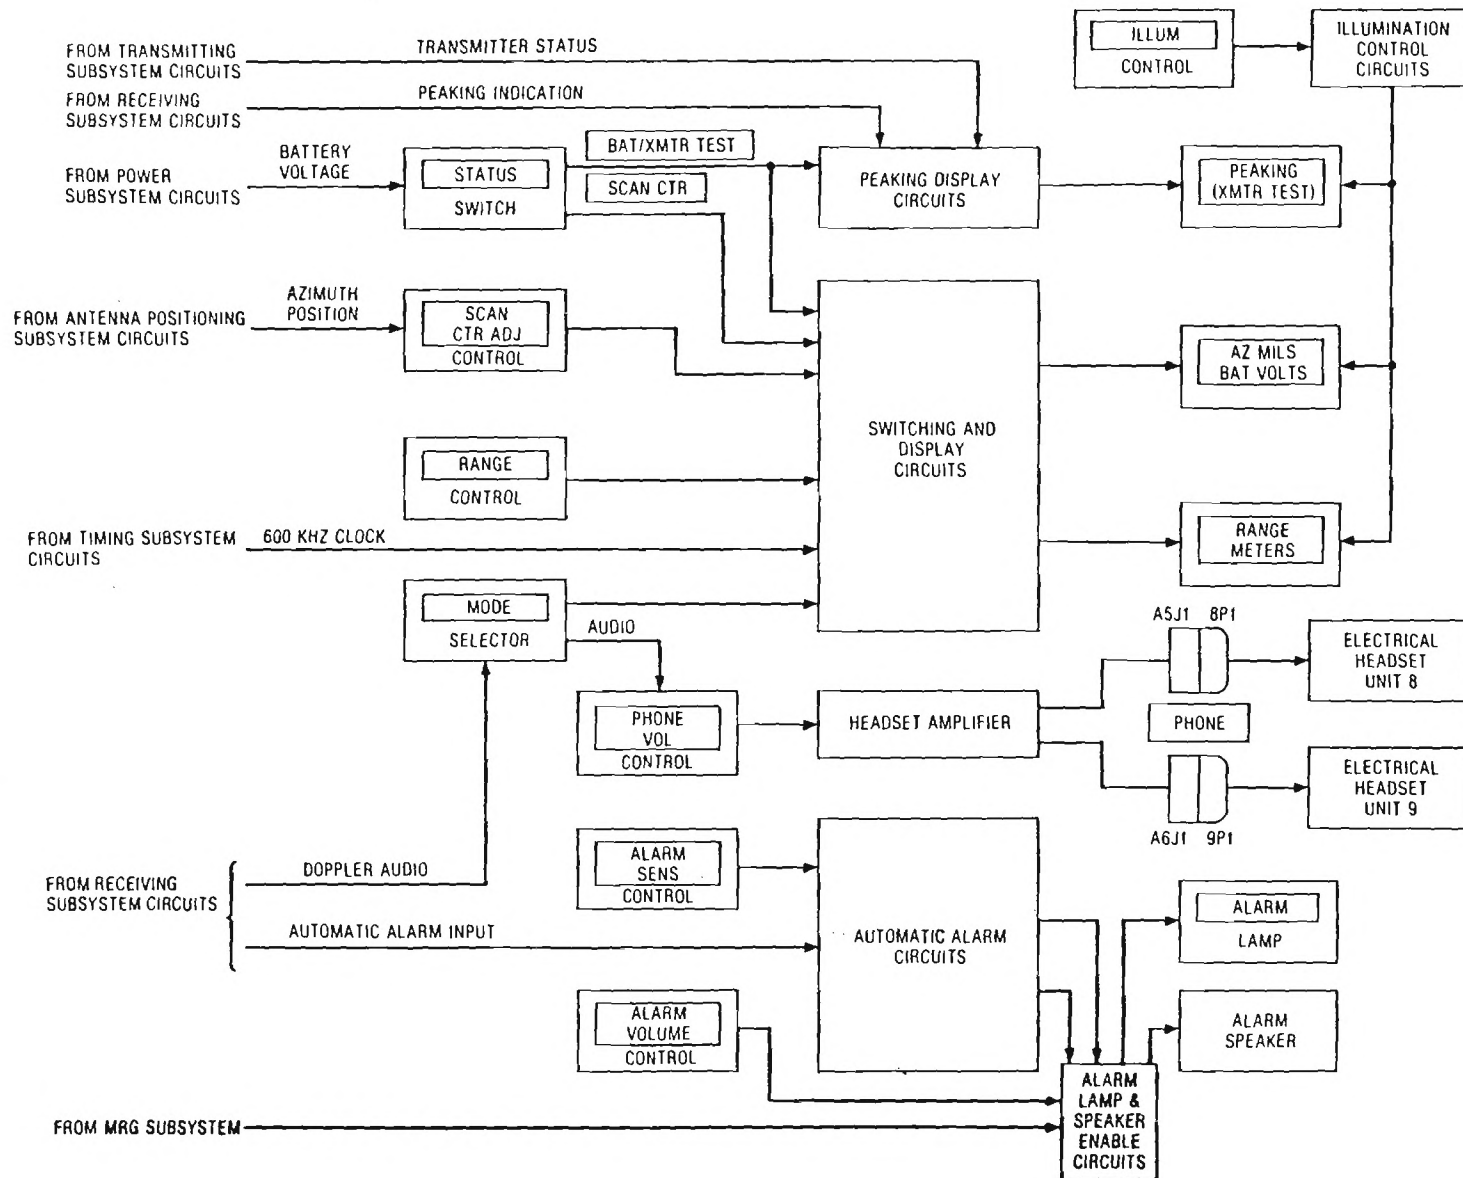 ILLUM
CONTROL
ILLUMINATION
CONTROL
CIRCUITS
FROM TRANSMITTING
SUBSYSTEM CIRCUITS
TRANSMITTER STATUS
FROM RECEIVING
SUBSYSTEM CIRCUITS
PEAKING INDICATION
FROM POWER
SUBSYSTEM CIRCUITS
BATTERY
VOLTAGE
STATUS
SWITCH
BAT/XMTR TEST
SCAN CTR
PEAKING DISPLAY
CIRCUITS
PEAKING
(XMTR TEST)
FROM ANTENNA POSITIONING
SUBSYSTEM CIRCUITS
AZIMUTH
POSITION
SCAN
CTR ADJ
CONTROL
AZ MILS
BAT VOLTS
RANGE
CONTROL
SWITCHING AND
DISPLAY
CIRCUITS
FROM TIMING SUBSYSTEM
CIRCUITS
600 KHZ CLOCK
RANGE
METERS
MODE
SELECTOR
AUDIO
PHONE
VOL
CONTROL
HEADSET AMPLIFIER
A5J1 8P1
PHONE
A6J1 9P1
ELECTRICAL
HEADSET
UNIT 8
ELECTRICAL
HEADSET
UNIT 9
FROM RECEIVING
SUBSYSTEM CIRCUITS
DOPPLER AUDIO
AUTOMATIC ALARM INPUT
ALARM
SENS
CONTROL
AUTOMATIC ALARM
CIRCUITS
ALARM
LAMP
ALARM
VOLUME
CONTROL
ALARM
SPEAKER
FROM MRG SUBSYSTEM
ALARM
LAMP &
SPEAKER
ENABLE
CIRCUITS